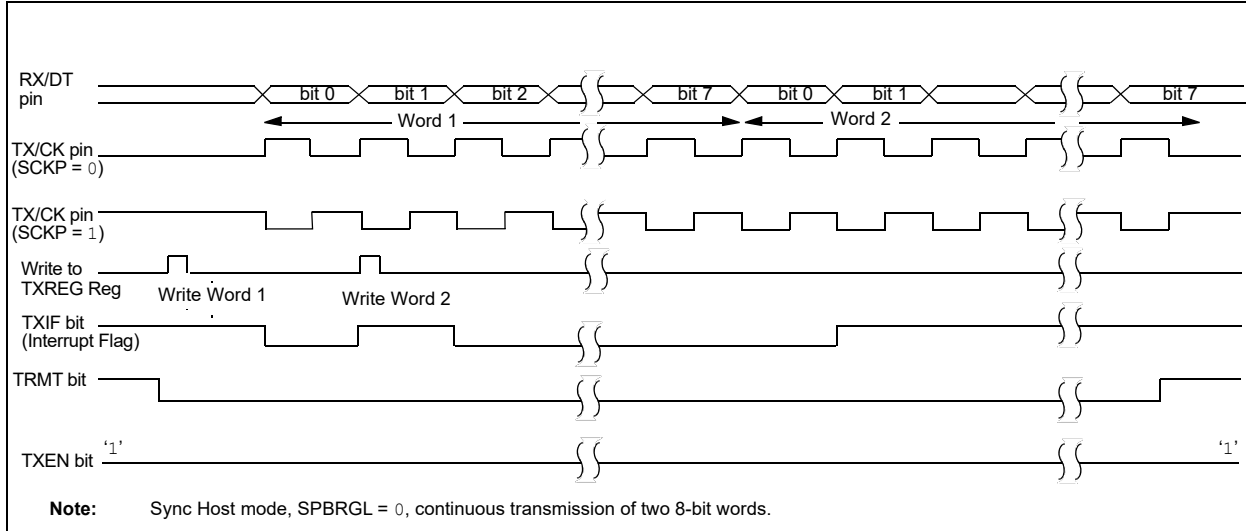 RX/DT
pin
bit 0 bit 1 bit 2 bit 7 bit 0 bit 1 bit 7
Word 1 Word 2
TX/CK pin
(SCKP = 0)
TX/CK pin
(SCKP = 1)
Write to
TXREG Reg
Write Word 1 Write Word 2
TXIF bit
(Interrupt Flag)
TRMT bit
TXEN bit ‘1’ ‘1’
Note: Sync Host mode, SPBRGL = 0, continuous transmission of two 8-bit words.